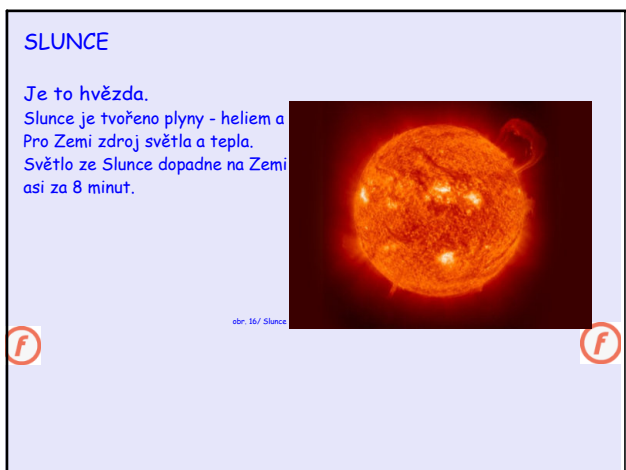 SLUNCE
Je to hvězda.
Slunce je tvořeno plyny - heliem a
Pro Zemi zdroj světla a tepla.
Světlo ze Slunce dopadne na Zemi
asi za 8 minut.
obr. 16/ Slunce
f
f